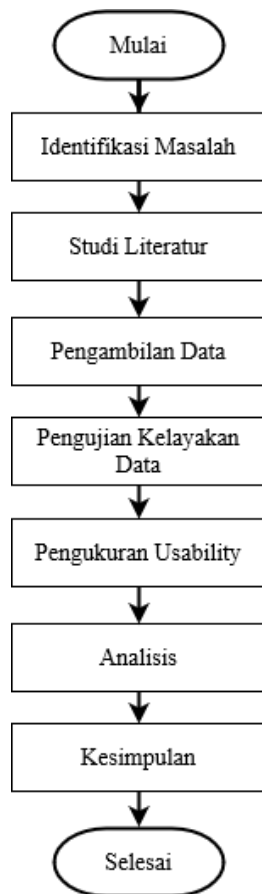 Mulai
Identifikasi Masalah
Studi Literatur
Pengambilan Data
Pengujian Kelayakan
Data
Pengukuran Usability
Analisis
Kesimpulan
Selesai